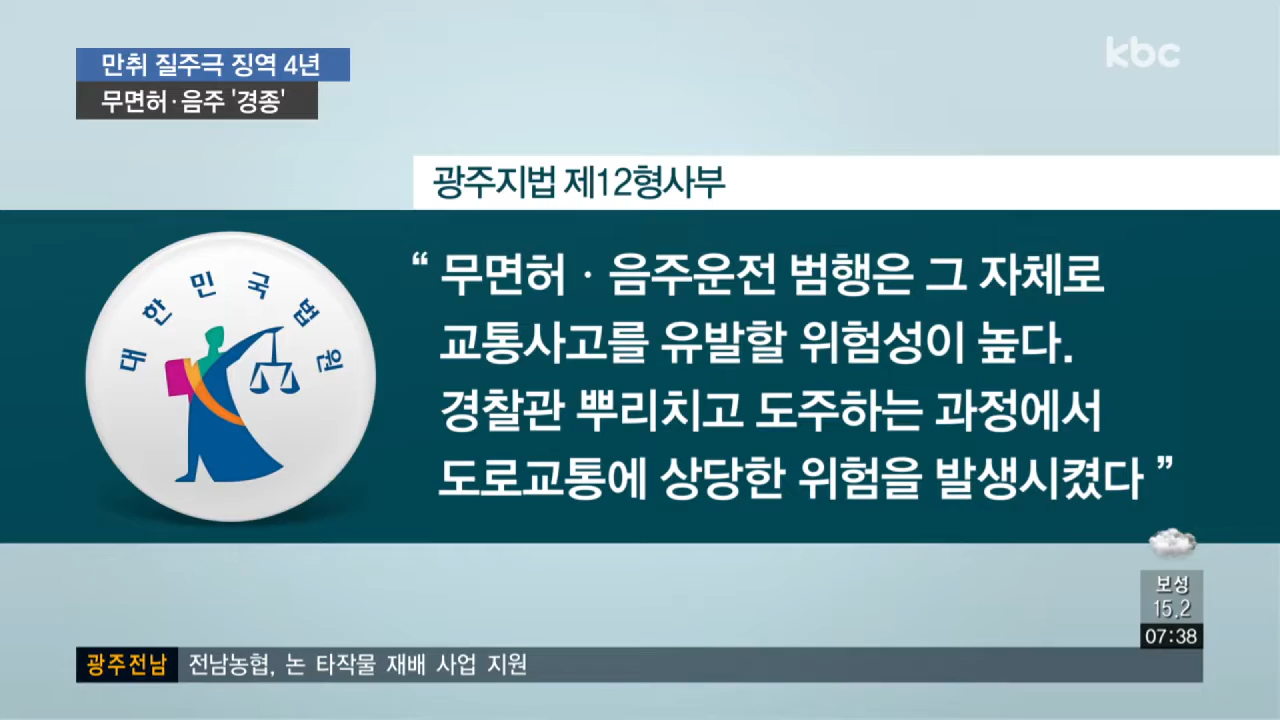 만취 질주극 징역 4년
무면허·음주 '경종'
kbc
광주지법 제12형사부
대한민국법원
“ 무면허 · 음주운전 범행은 그 자체로
교통사고를 유발할 위험성이 높다.
경찰관 뿌리치고 도주하는 과정에서
도로교통에 상당한 위험을 발생시켰다 ”
보성
15.2
07:38
광주전남 전남농협, 논 타작물 재배 사업 지원